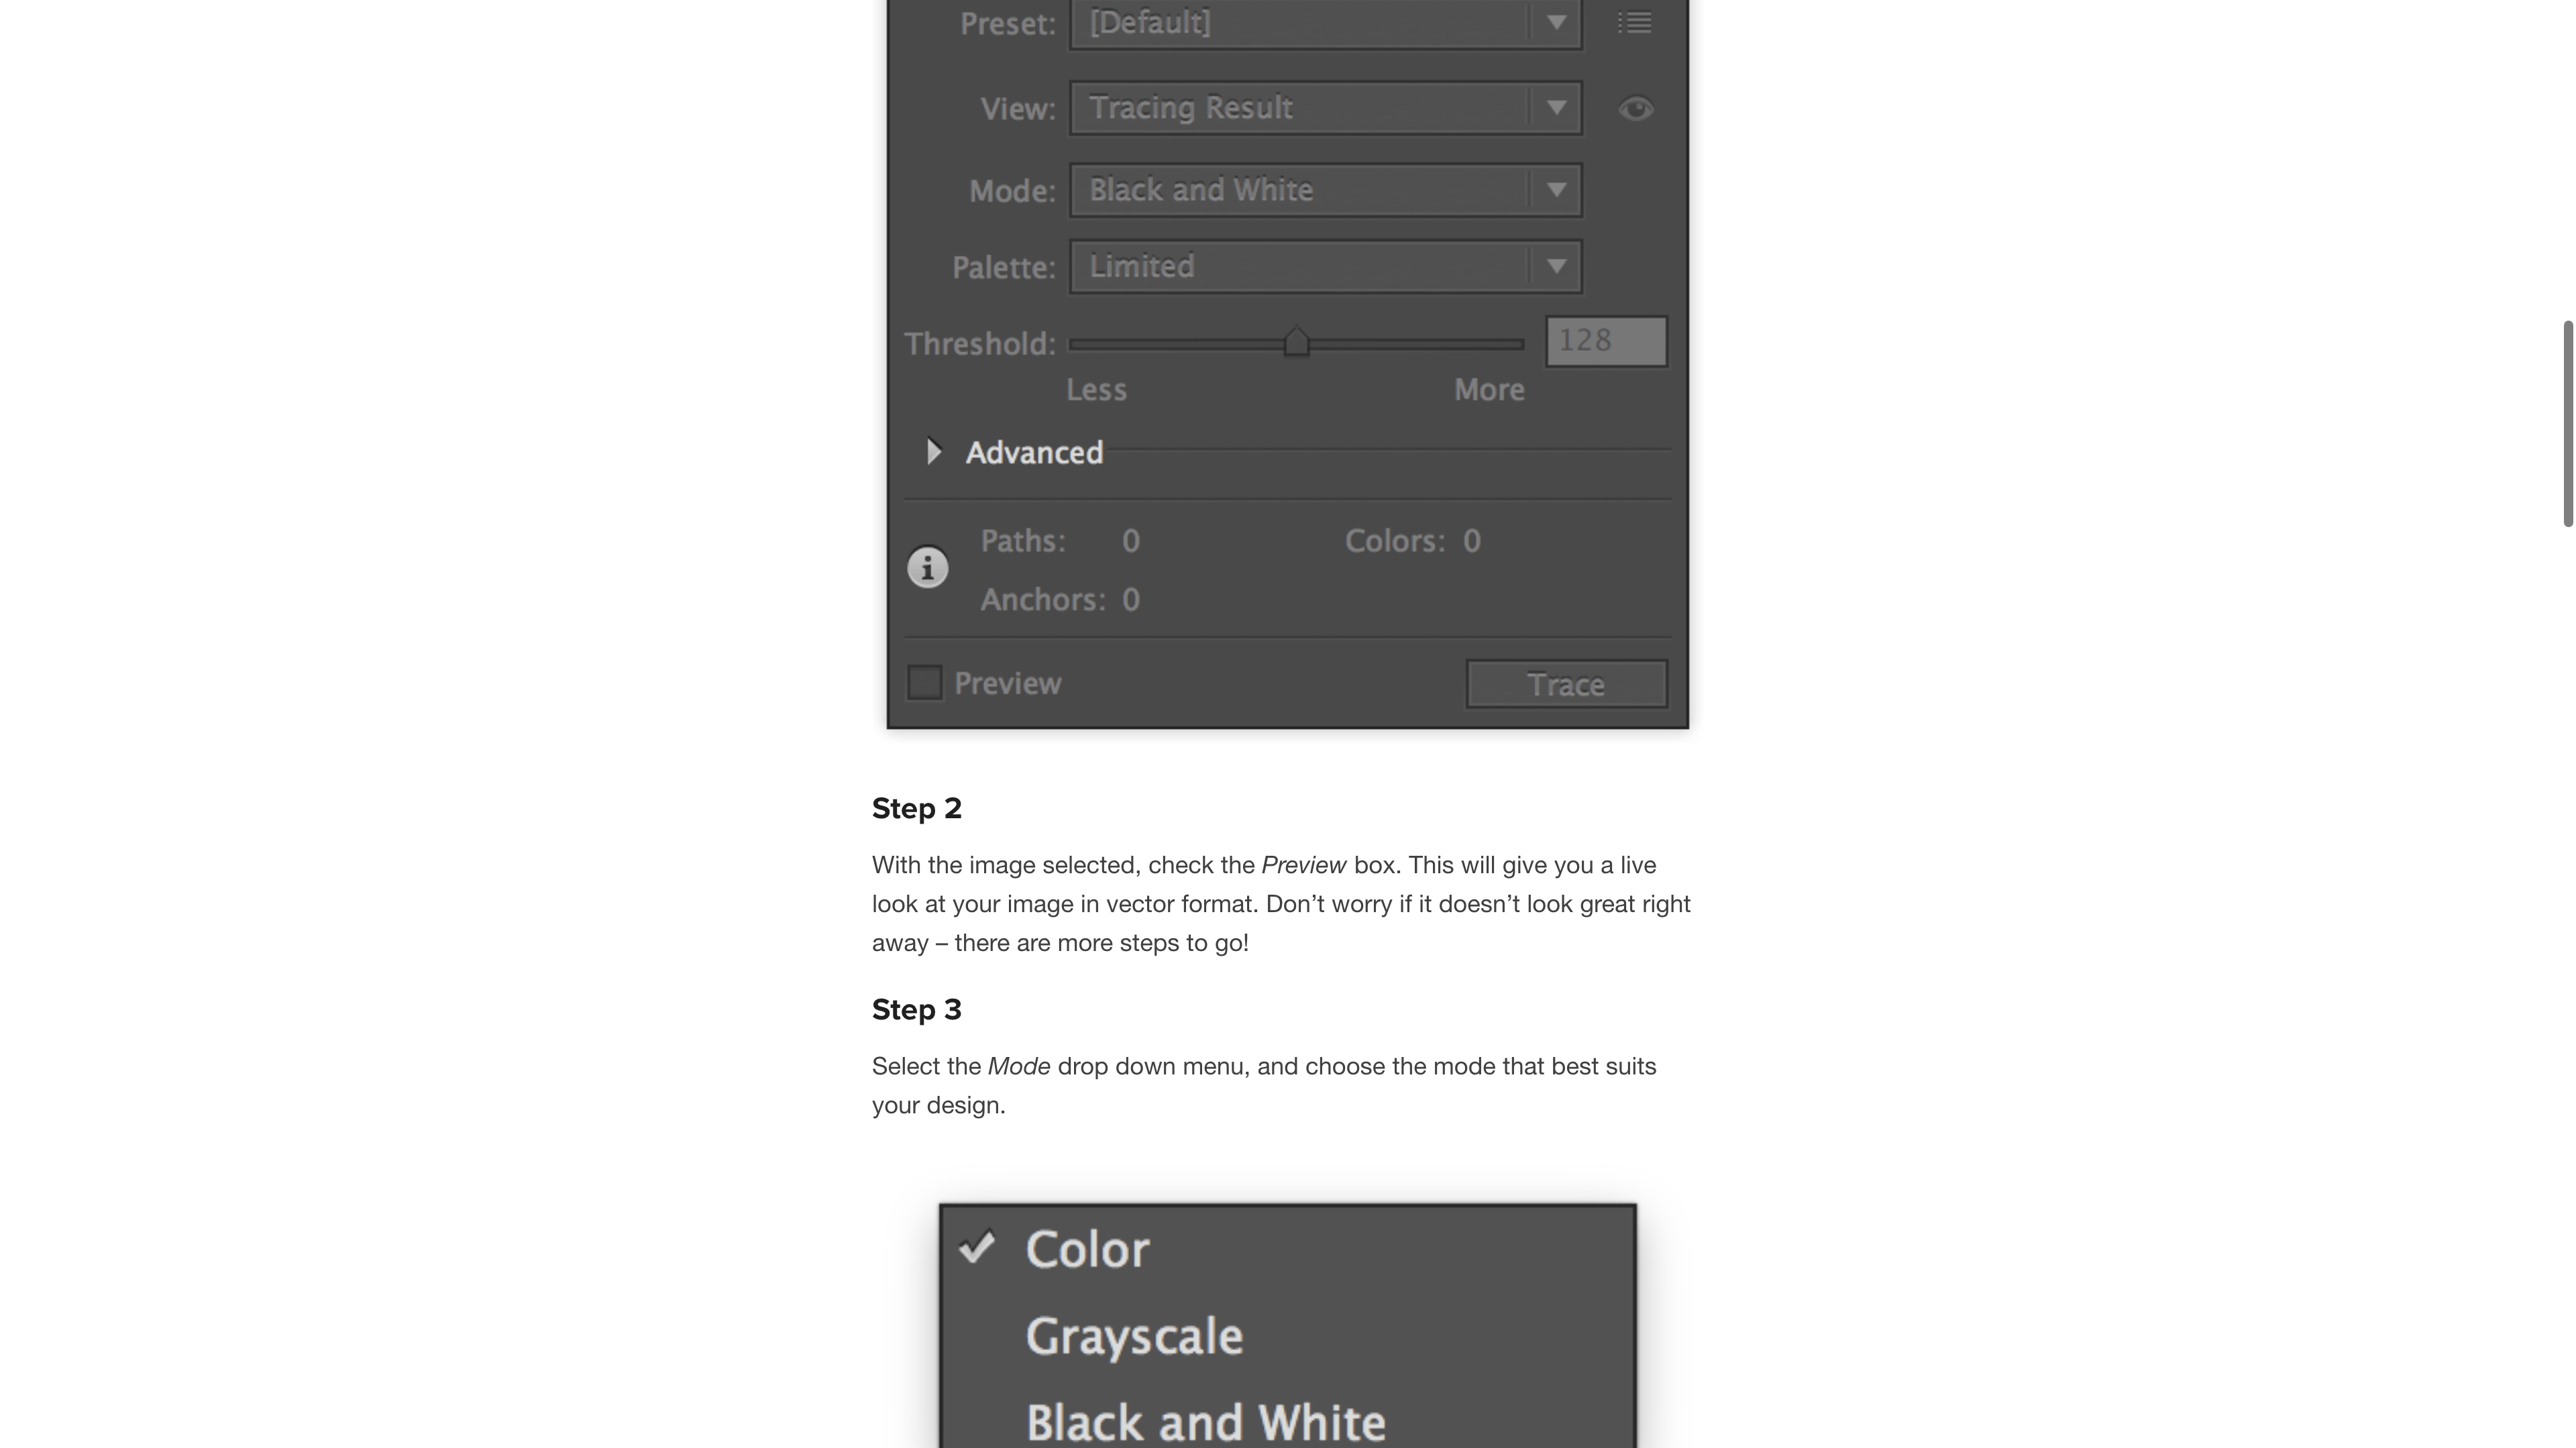 Preset: [Default]
View: Tracing Result
Mode: Black and White
Palette: Limited
Threshold: 128
Less More
Advanced
Paths: 0 Colors: 0
Anchors: 0
Preview Trace
Step 2
With the image selected, check the Preview box. This will give you a live
look at your image in vector format. Don’t worry if it doesn’t look great right
away – there are more steps to go!
Step 3
Select the Mode drop down menu, and choose the mode that best suits
your design.
Color
Grayscale
Black and White